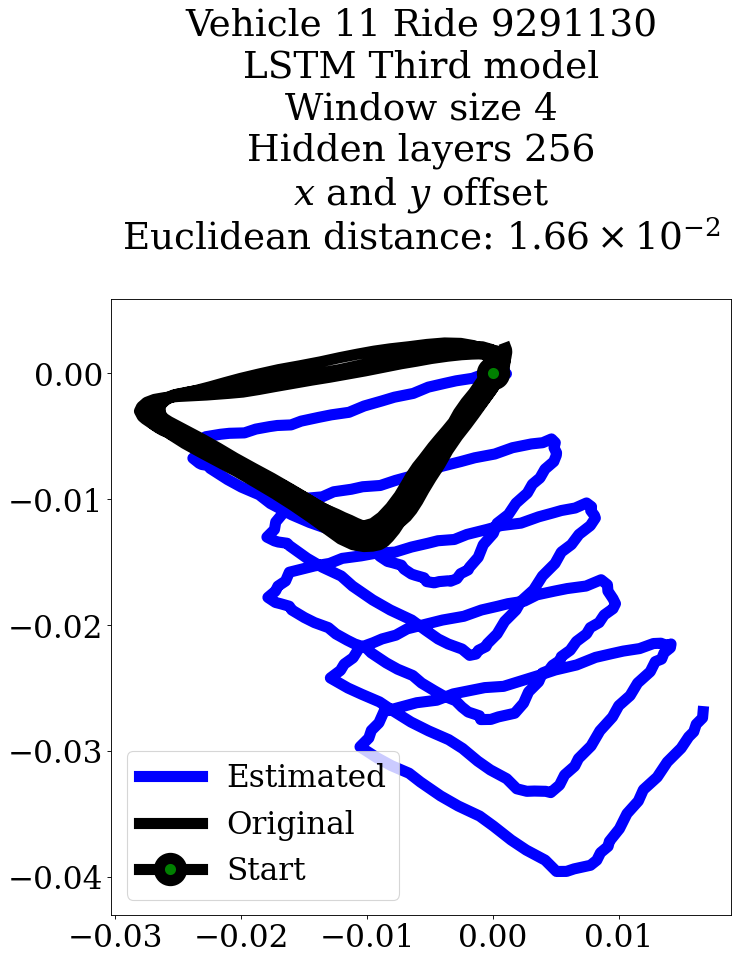 Vehicle 11 Ride 9291130
LSTM Third model
Window size 4
Hidden layers 256
x and y offset
Euclidean distance: 1.66 × 10⁻²
0.00
−0.01
−0.02
−0.03
−0.04
Estimated
Original
Start
−0.03 −0.02 −0.01 0.00 0.01